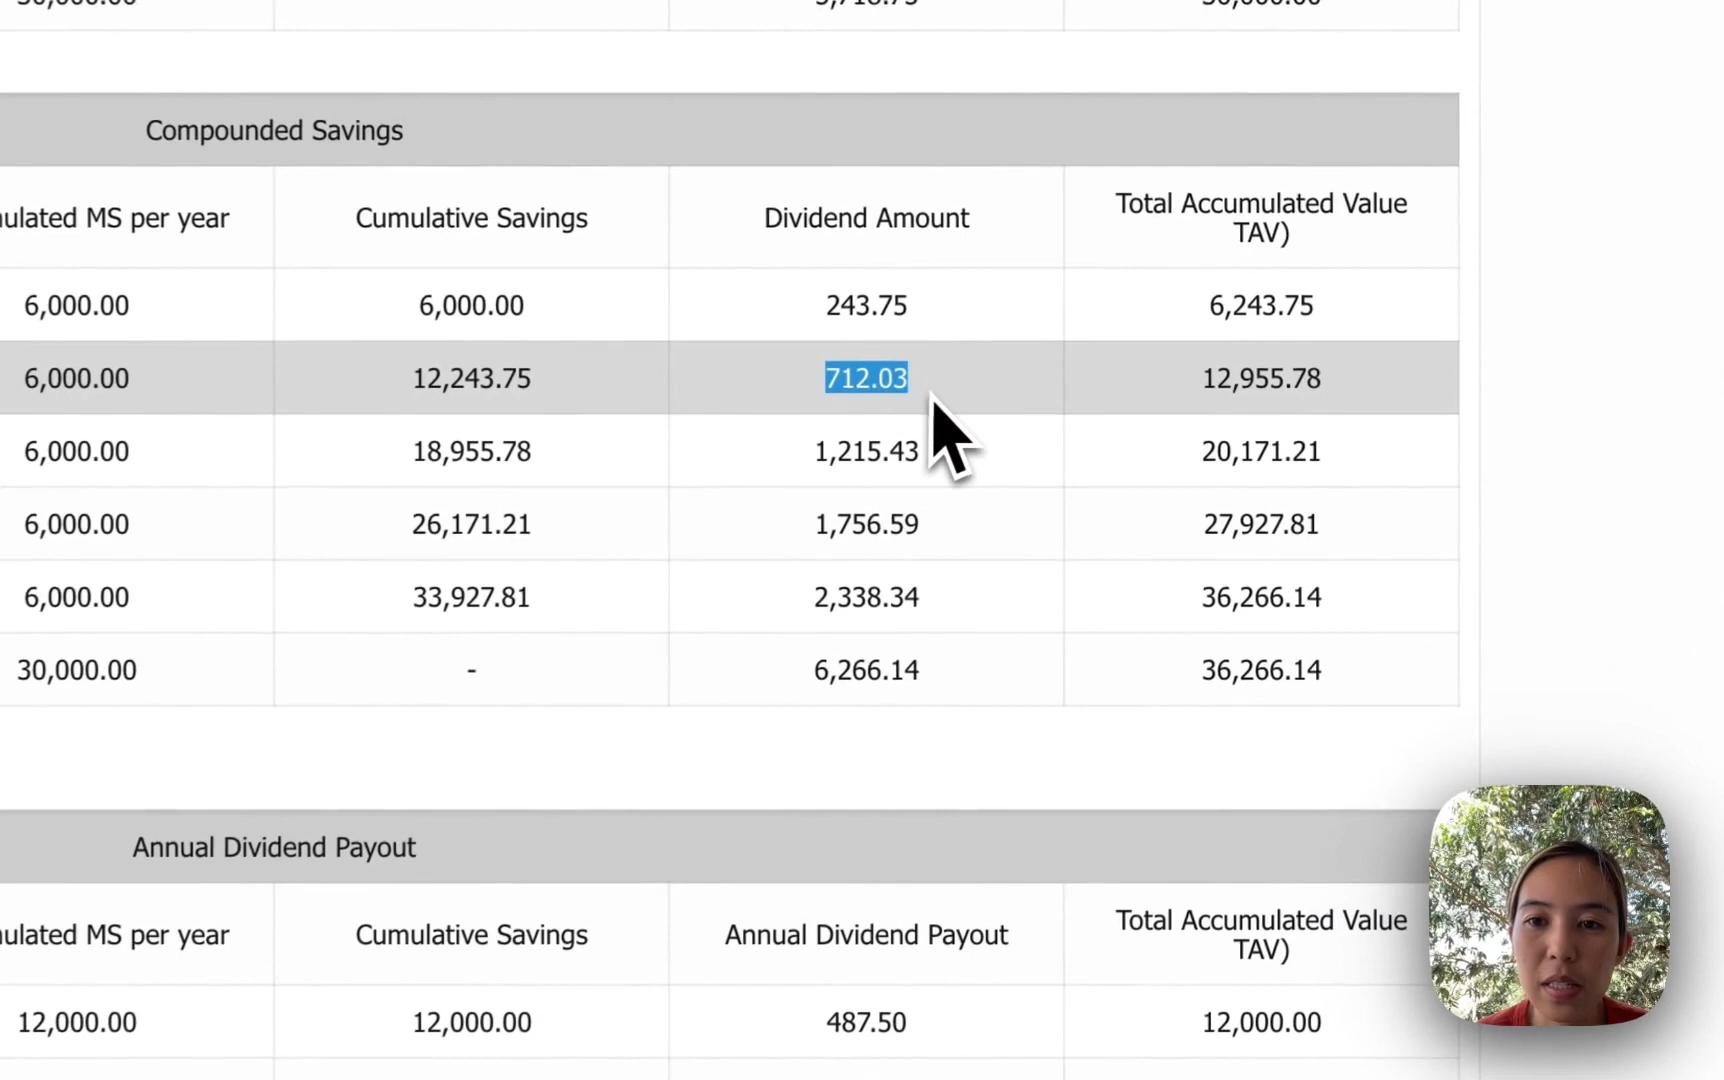 Compounded Savings
MS per year Cumulative Savings Dividend Amount Total Accumulated Value
TAV)
6,000.00 6,000.00 243.75 6,243.75
6,000.00 12,243.75 712.03 12,955.78
6,000.00 18,955.78 1,215.43 20,171.21
6,000.00 26,171.21 1,756.59 27,927.81
6,000.00 33,927.81 2,338.34 36,266.14
30,000.00 - 6,266.14 36,266.14
Annual Dividend Payout
MS per year Cumulative Savings Annual Dividend Payout Total Accumulated Value
TAV)
12,000.00 12,000.00 487.50 12,000.00